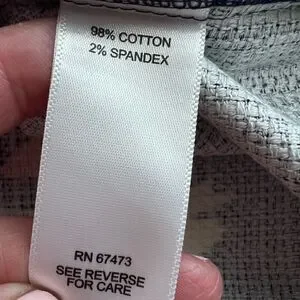 98% COTTON
2% SPANDEX
RN 67473
SEE REVERSE
FOR CARE